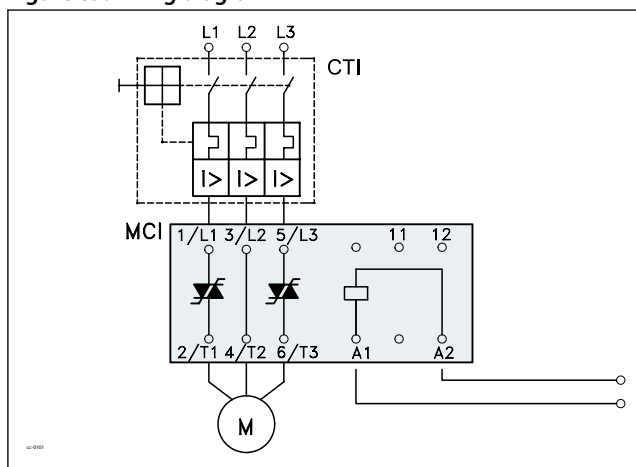 L1 L2 L3
CTI
I> I> I>
MCI
1/L1 3/L2 5/L3 11 12
2/T1 4/T2 6/T3 A1 A2
M
cc-0101